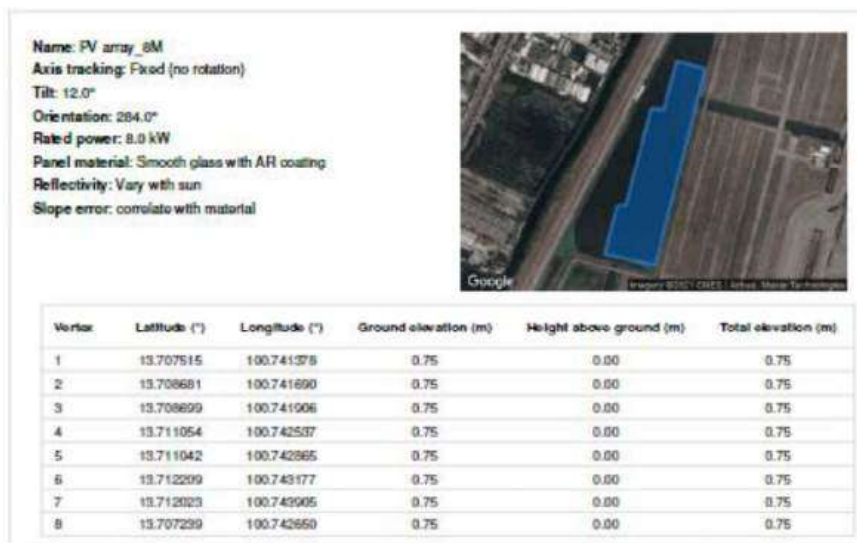 Name: PV array_8M
Axis tracking: Fixed (no rotation)
Tilt: 12.0°
Orientation: 284.0°
Rated power: 8.0 kW
Panel material: Smooth glass with AR coating
Reflectivity: Vary with sun
Slope error: correlate with material
Google
Imagery ©2021 CNES / Airbus, Maxar Technologies
Vertex Latitude (°) Longitude (°) Ground elevation (m) Height above ground (m) Total elevation (m)
1 13.707515 100.741378 0.75 0.00 0.75
2 13.708681 100.741690 0.75 0.00 0.75
3 13.708699 100.741906 0.75 0.00 0.75
4 13.711054 100.742537 0.75 0.00 0.75
5 13.711042 100.742865 0.75 0.00 0.75
6 13.712209 100.743177 0.75 0.00 0.75
7 13.712023 100.743905 0.75 0.00 0.75
8 13.707239 100.742650 0.75 0.00 0.75